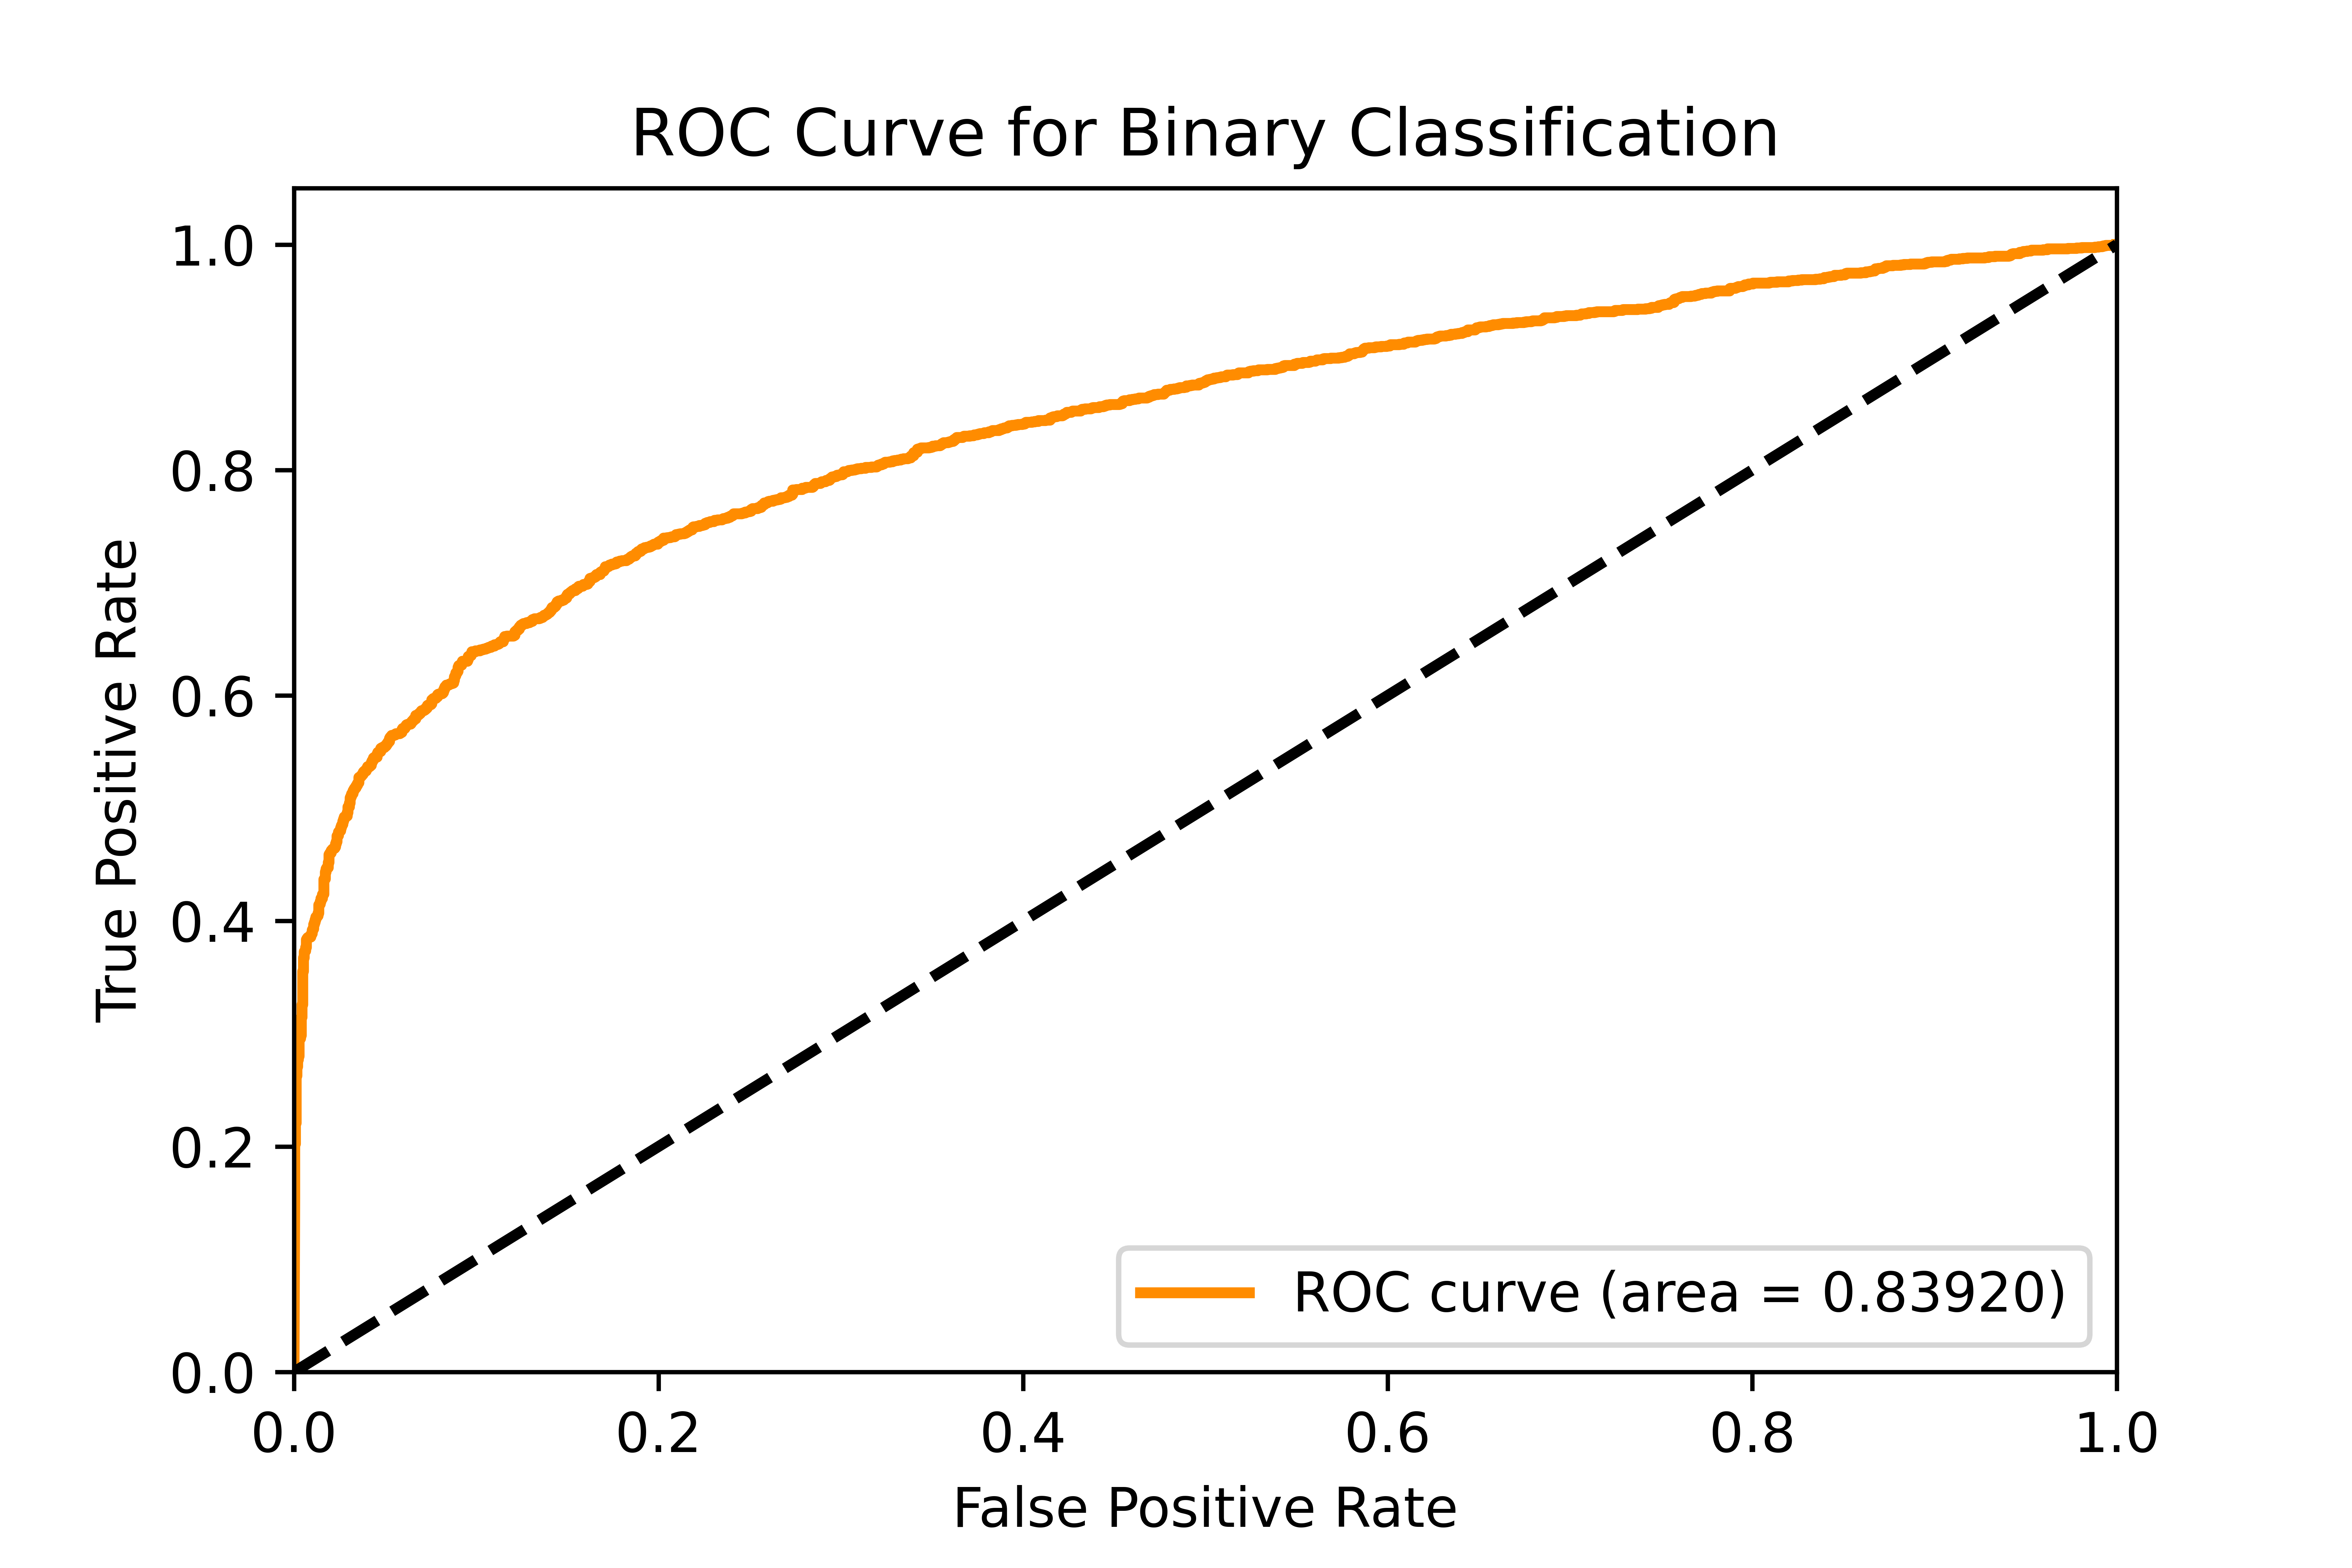 ROC Curve for Binary Classification
True Positive Rate
1.0
0.8
0.6
0.4
0.2
0.0
ROC curve (area = 0.83920)
0.0 0.2 0.4 0.6 0.8 1.0
False Positive Rate